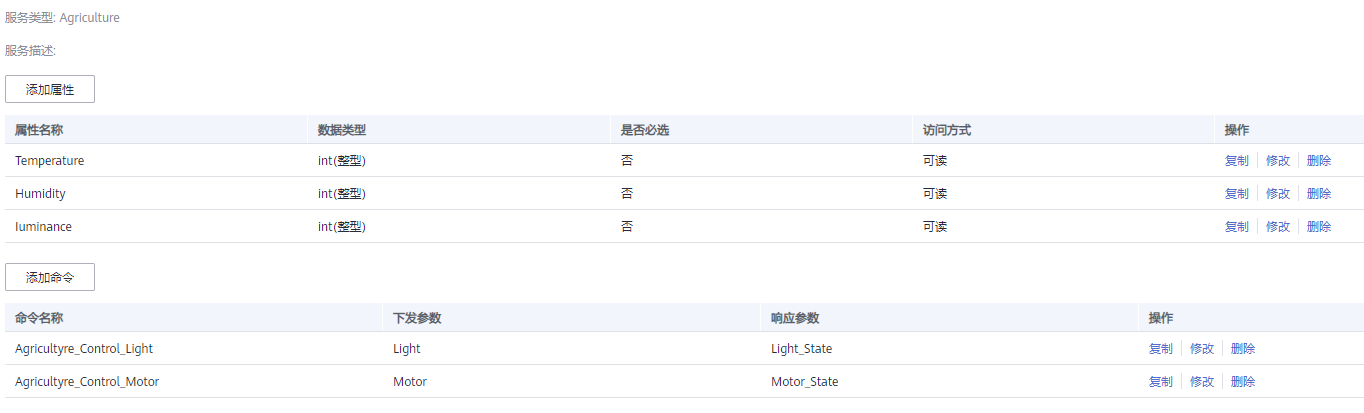 服务类型: Agriculture
服务描述:
添加属性
属性名称 数据类型 是否必选 访问方式 操作
Temperature int(整型) 否 可读 复制 修改 删除
Humidity int(整型) 否 可读 复制 修改 删除
luminance int(整型) 否 可读 复制 修改 删除
添加命令
命令名称 下发参数 响应参数 操作
Agricultyre_Control_Light Light Light_State 复制 修改 删除
Agricultyre_Control_Motor Motor Motor_State 复制 修改 删除